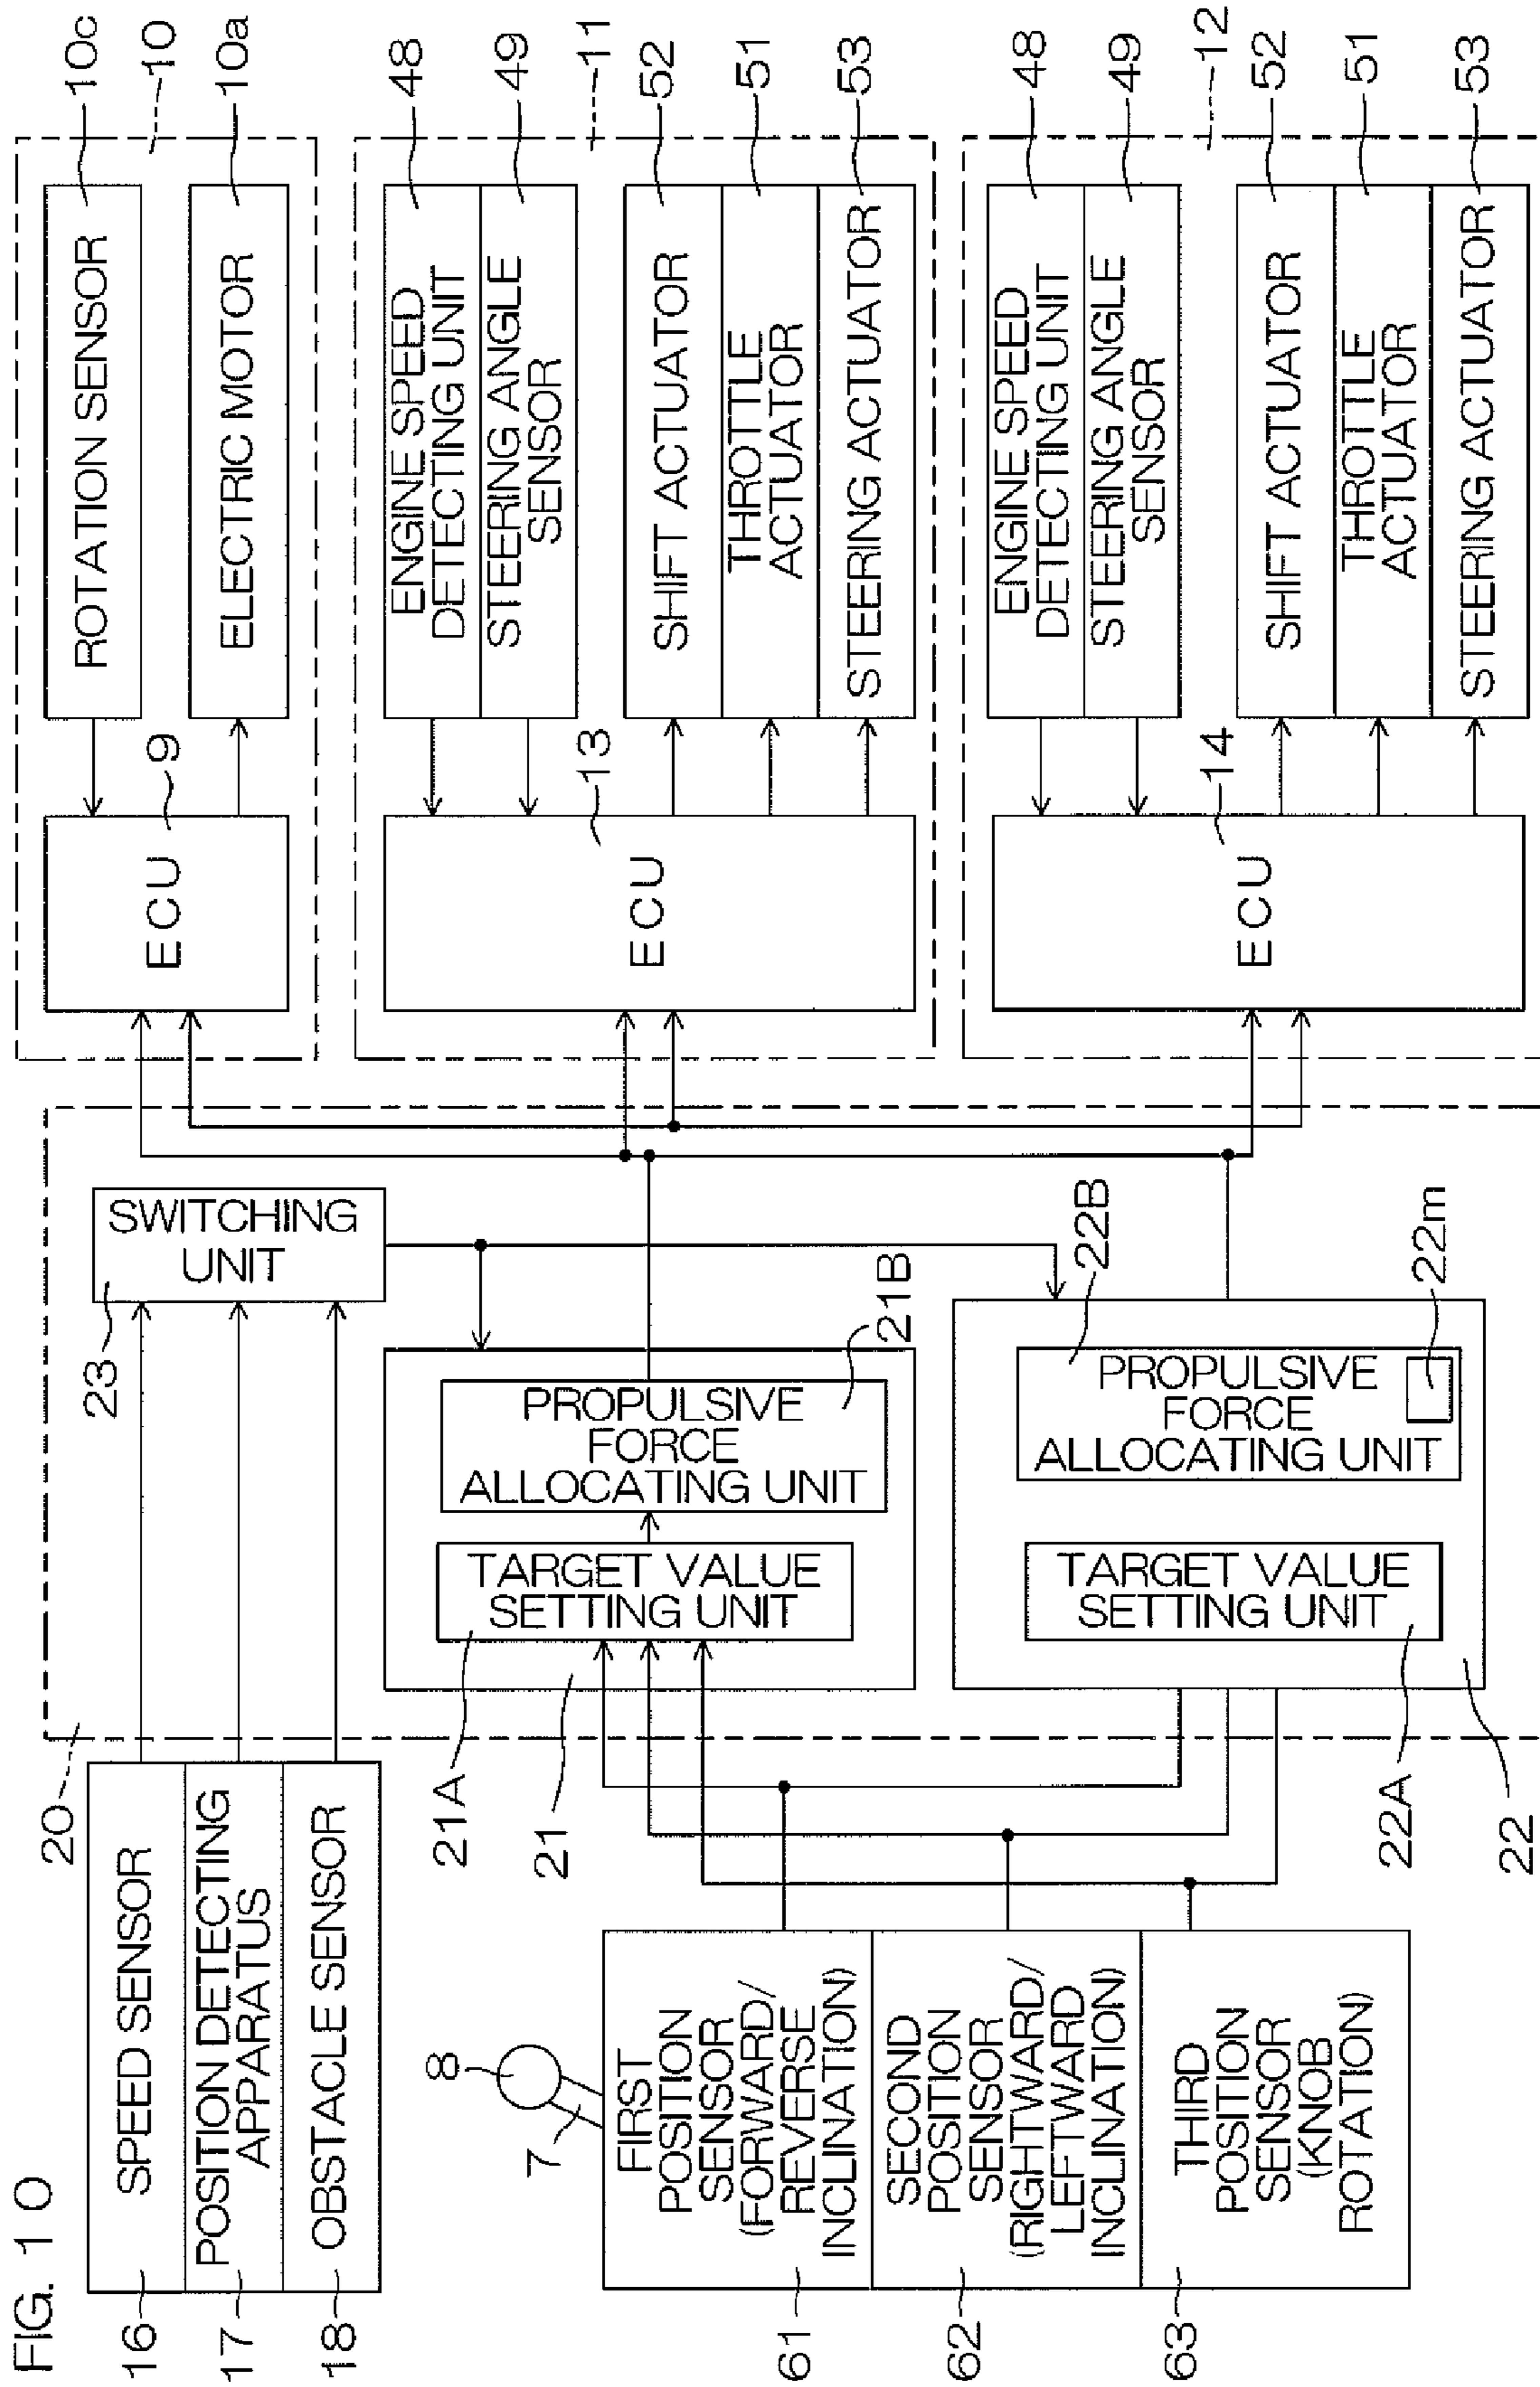 FIG. 10
16
SPEED SENSOR
17
POSITION DETECTING
APPARATUS
18
OBSTACLE SENSOR
8
7
61
FIRST
POSITION
SENSOR
(FORWARD/
REVERSE
INCLINATION)
62
SECOND
POSITION
SENSOR
(RIGHTWARD/
LEFTWARD
INCLINATION)
63
THIRD
POSITION
SENSOR
(KNOB
ROTATION)
20
23
SWITCHING
UNIT
21A
21
TARGET VALUE
SETTING UNIT
PROPULSIVE
FORCE
ALLOCATING UNIT
21B
22A
22
TARGET VALUE
SETTING UNIT
PROPULSIVE
FORCE
ALLOCATING UNIT
22B
22m
ECU
9
ROTATION SENSOR
10c
10
ELECTRIC MOTOR
10a
ECU
13
ENGINE SPEED
DETECTING UNIT
48
STEERING ANGLE
SENSOR
49
11
SHIFT ACTUATOR
52
THROTTLE
ACTUATOR
51
STEERING ACTUATOR
53
ECU
14
ENGINE SPEED
DETECTING UNIT
48
STEERING ANGLE
SENSOR
49
12
SHIFT ACTUATOR
52
THROTTLE
ACTUATOR
51
STEERING ACTUATOR
53